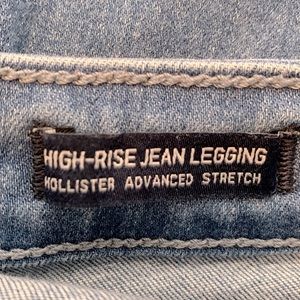 HIGH-RISE JEAN LEGGING
HOLLISTER ADVANCED STRETCH